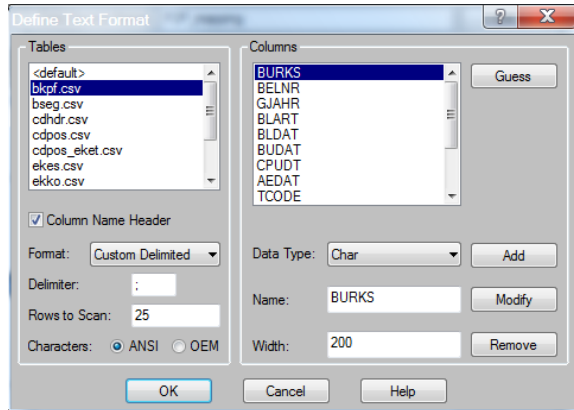 Define Text Format
Tables
<default>
bkpf.csv
bseg.csv
cdhdr.csv
cdpos.csv
cdpos_eket.csv
ekes.csv
ekko.csv
Column Name Header
Format: Custom Delimited
Delimiter: ;
Rows to Scan: 25
Characters: ANSI OEM
Columns
BURKS
BELNR
GJAHR
BLART
BLDAT
BUDAT
CPUDT
AEDAT
TCODE
Guess
Data Type: Char
Add
Name: BURKS
Modify
Width: 200
Remove
OK Cancel Help